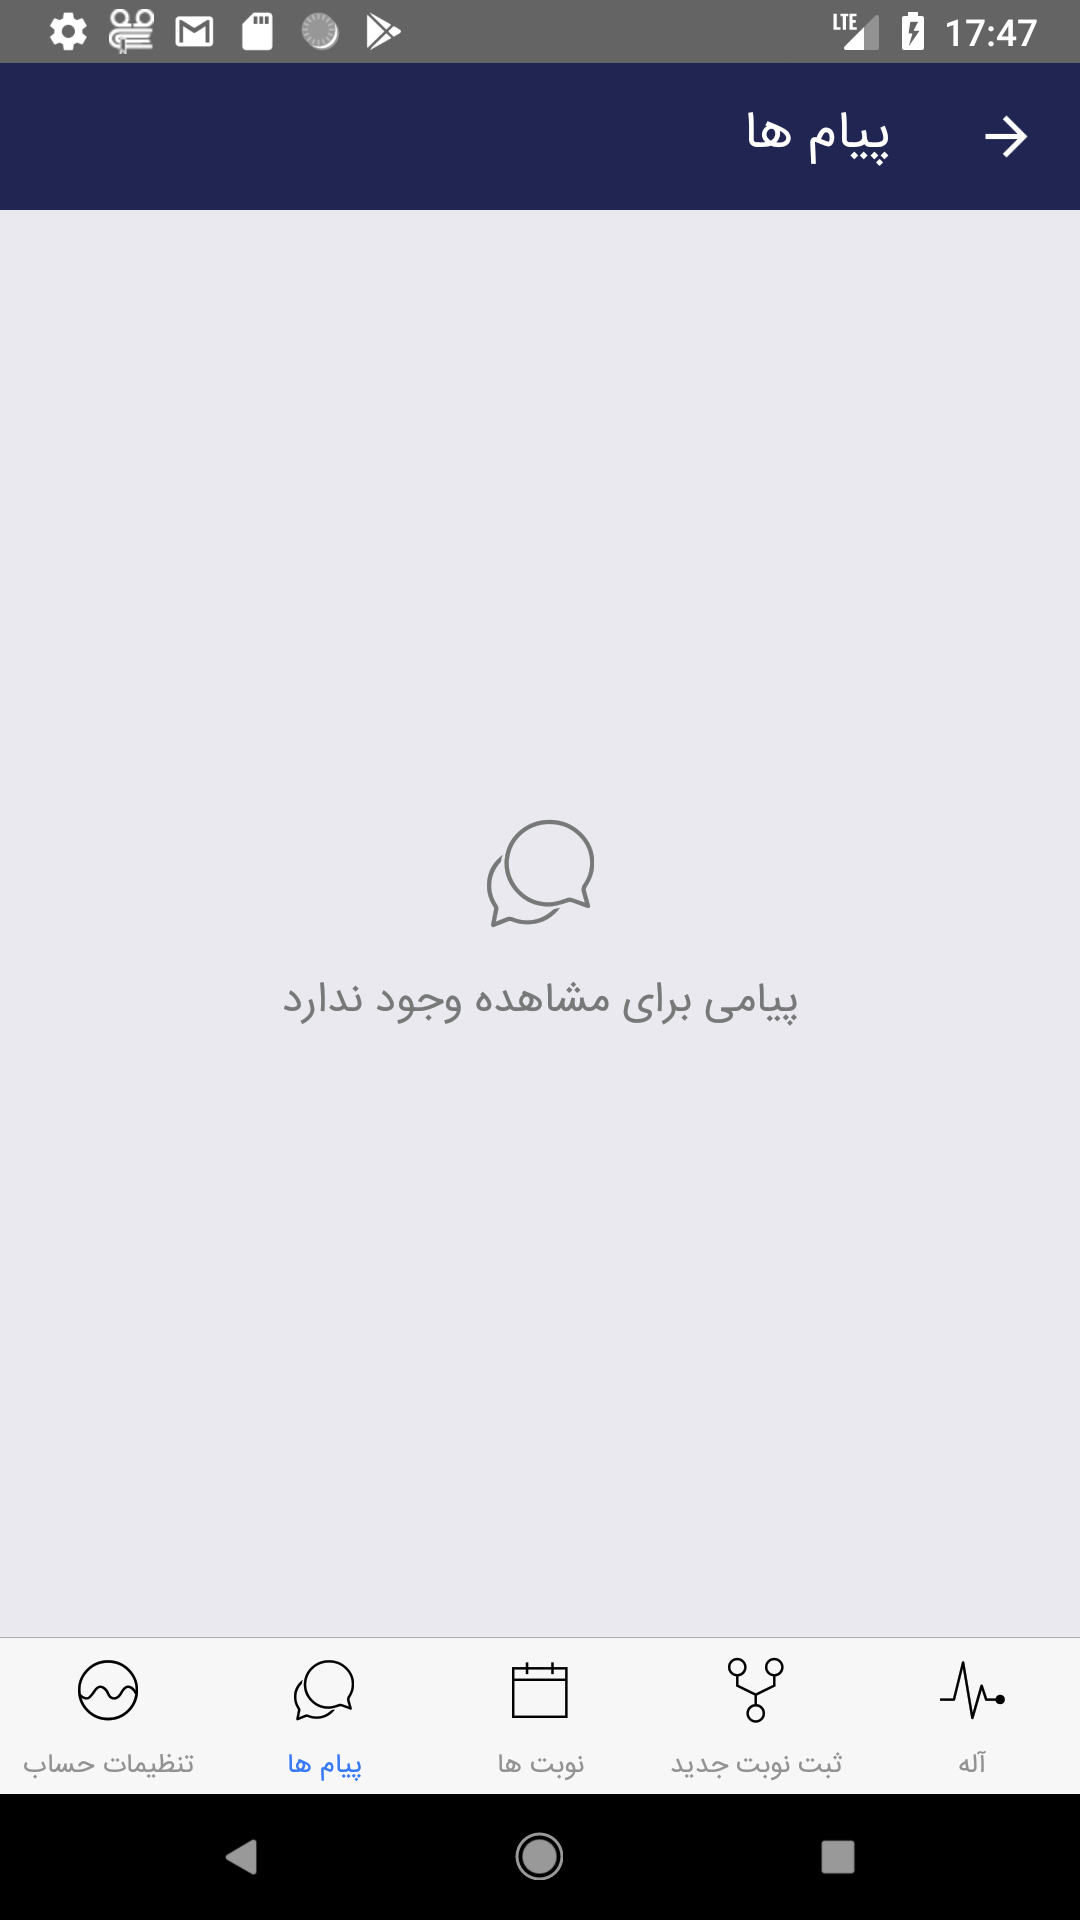 LTE 17:47
پیام ها
پیامی برای مشاهده وجود ندارد
آله
ثبت نوبت جدید
نوبت ها
پیام ها
تنظیمات حساب